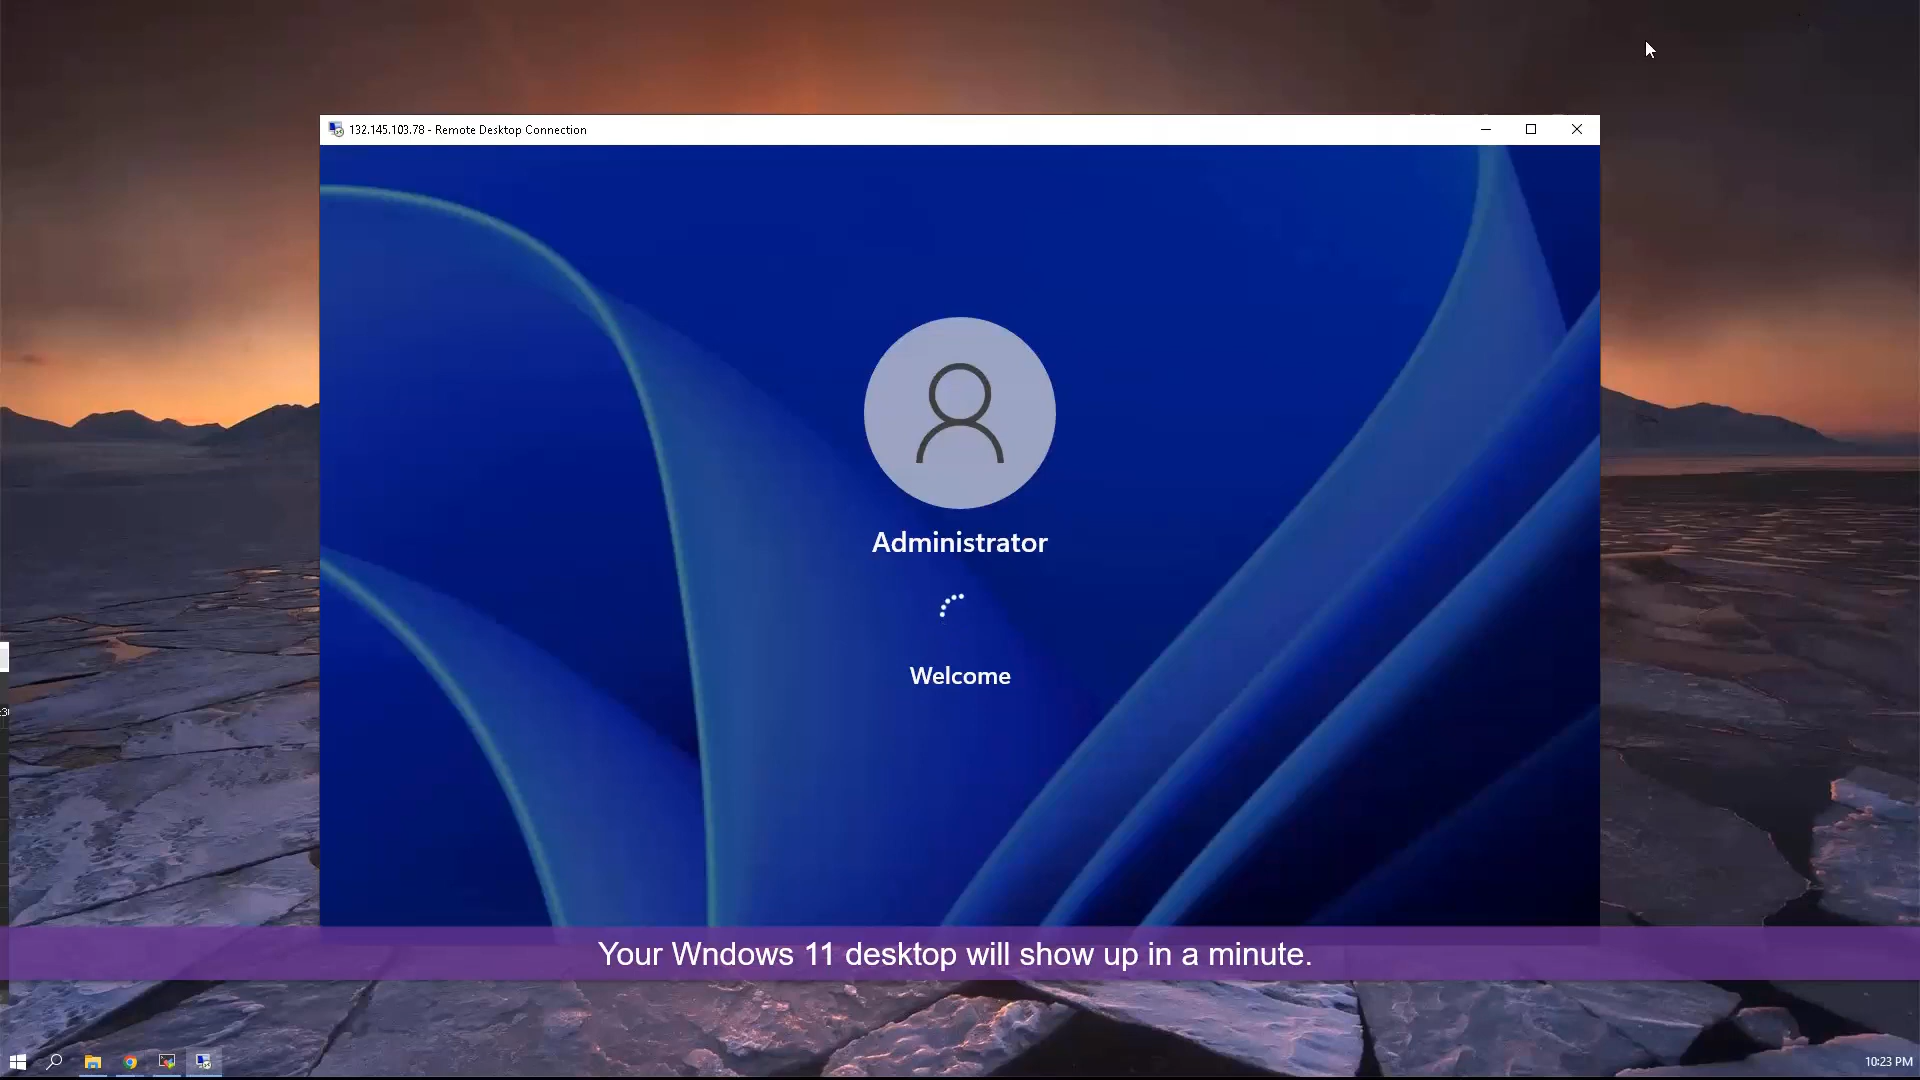 132.145.103.78 - Remote Desktop Connection
Administrator
Welcome
Your Wndows 11 desktop will show up in a minute.
10:23 PM